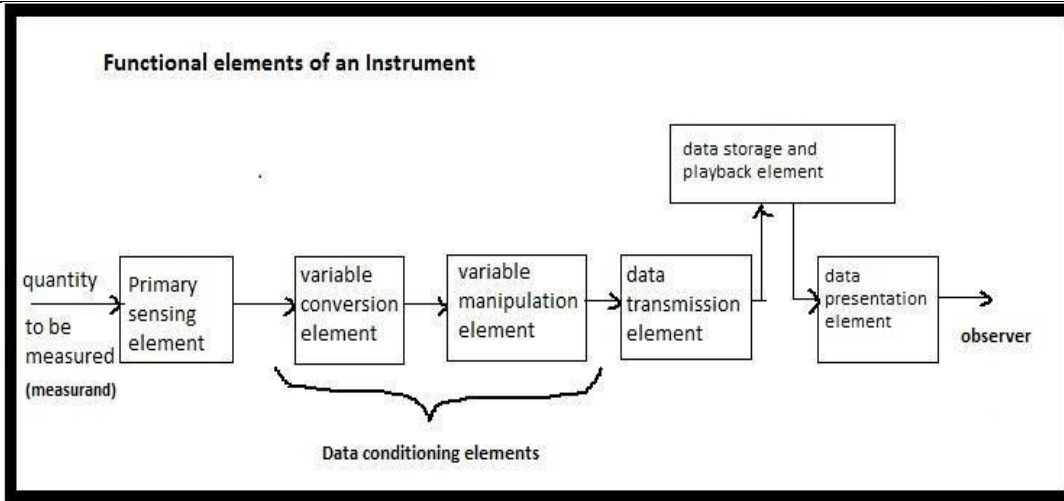 Functional elements of an Instrument
data storage and
playback element
quantity
to be
measured
(measurand)
Primary
sensing
element
variable
conversion
element
variable
manipulation
element
data
transmission
element
data
presentation
element
observer
Data conditioning elements